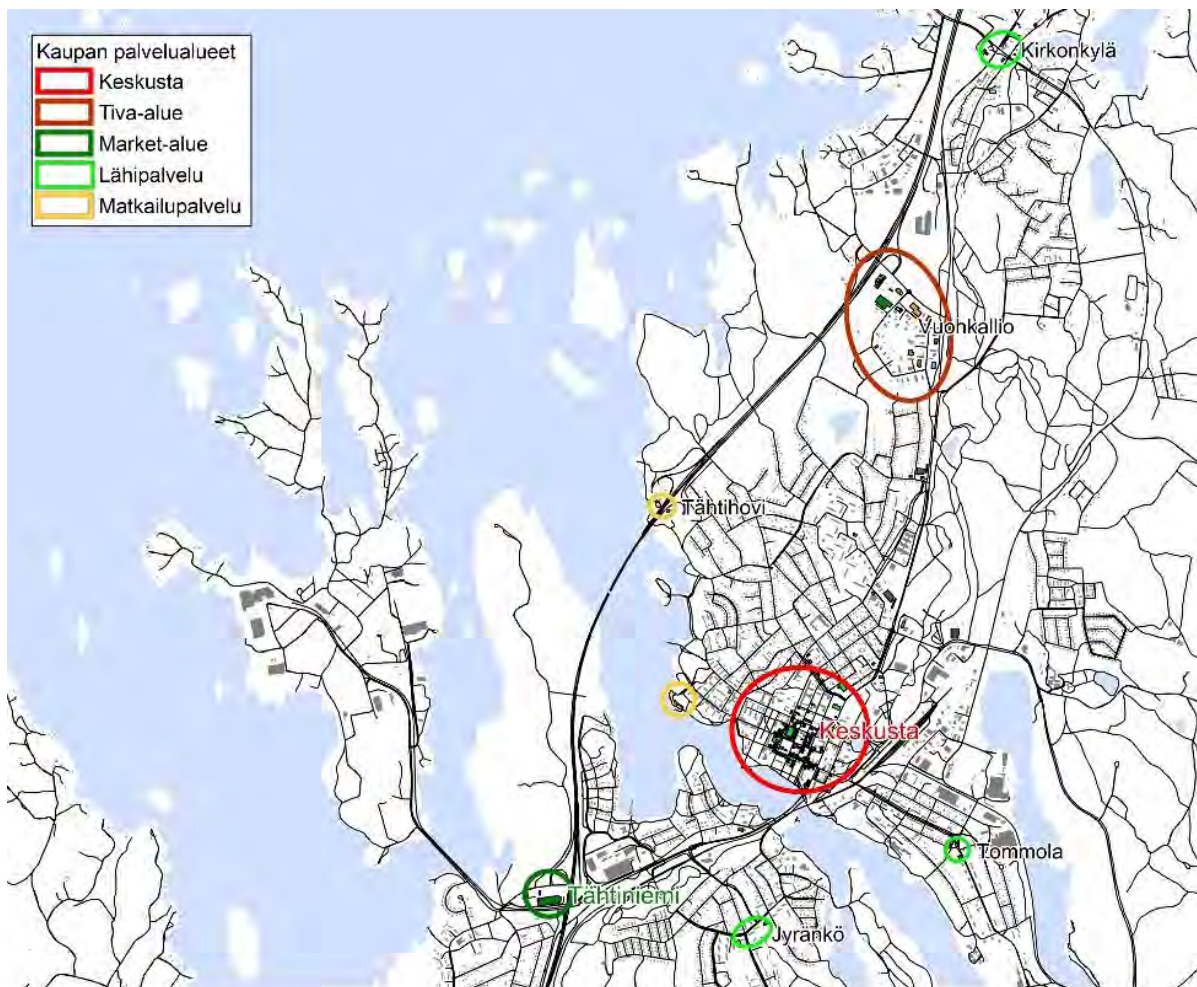 Kaupan palvelualueet
Keskusta
Tiva-alue
Market-alue
Lähipalvelu
Matkailupalvelu
Kirkonkylä
Vuohkallio
Tähtihovi
Keskusta
Tommola
Tähtiniemi
Jyränkö